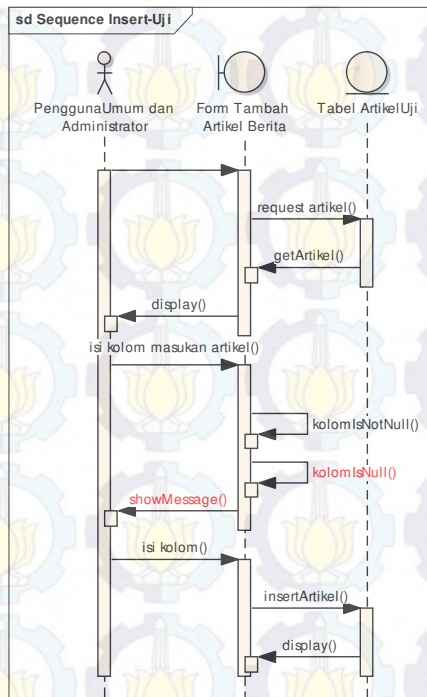 sd Sequence Insert-Uji
PenggunaUmum dan
Administrator
Form Tambah
Artikel Berita
Tabel ArtikelUji
request artikel()
getArtikel()
display()
isi kolom masukan artikel()
kolomIsNotNull()
kolomIsNull()
showMessage()
isi kolom()
insertArtikel()
display()